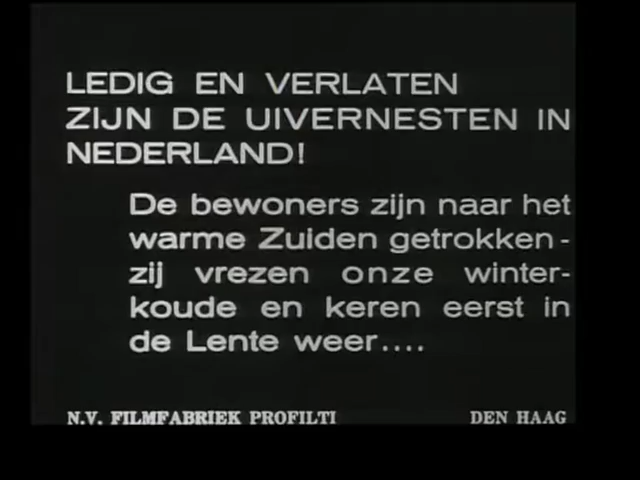 LEDIG EN VERLATEN
ZIJN DE UIVERNESTEN IN
NEDERLAND!
De bewoners zijn naar het
warme Zuiden getrokken -
zij vrezen onze winter-
koude en keren eerst in
de Lente weer....
N.V. FILMFABRIEK PROFILTI DEN HAAG